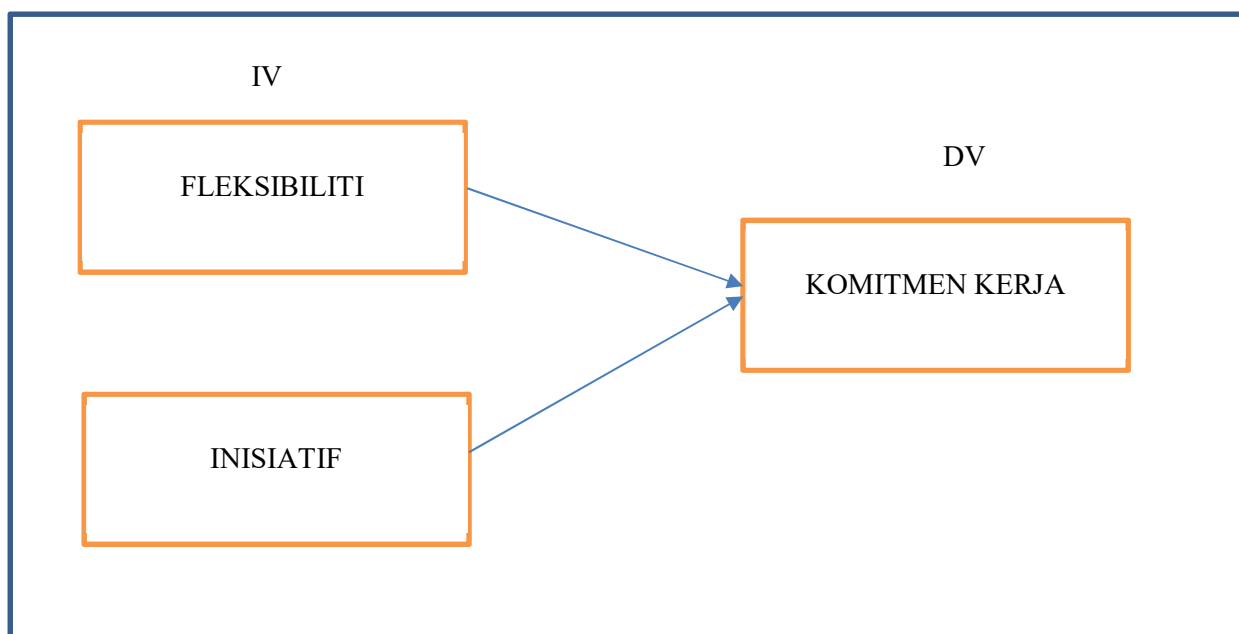 IV
FLEKSIBILITI
DV
KOMITMEN KERJA
INISIATIF